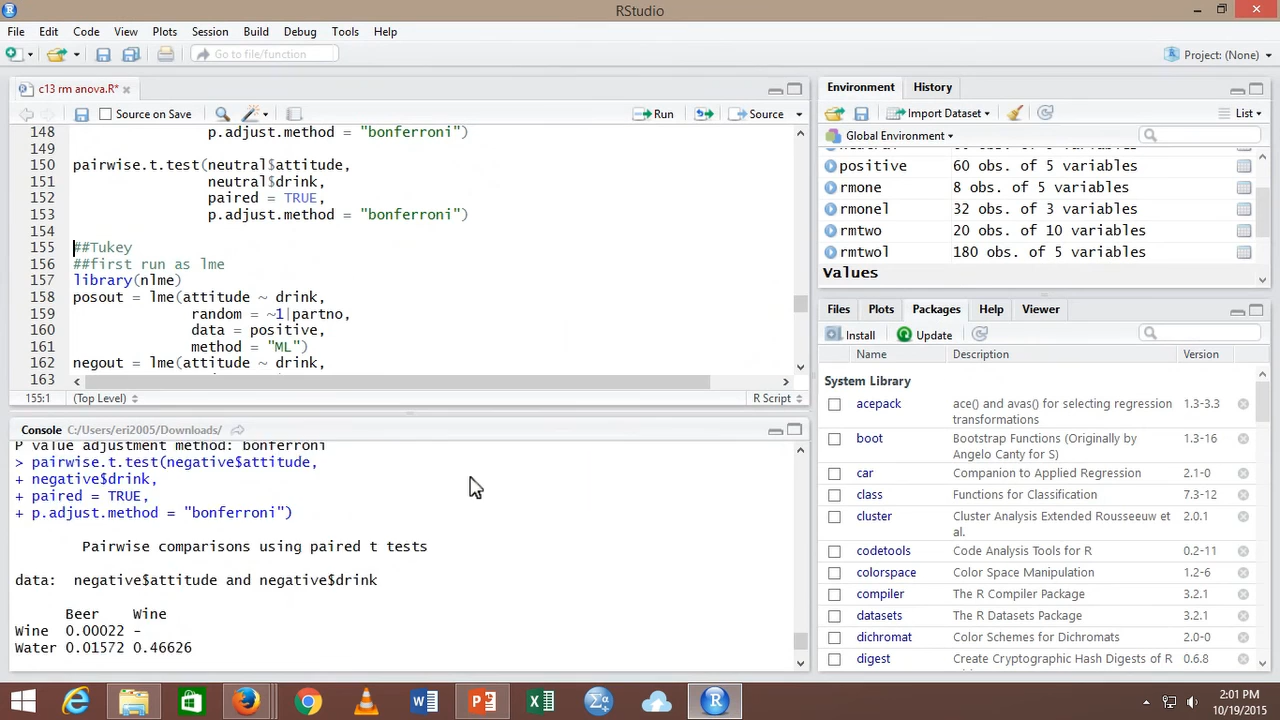 RStudio
File Edit Code View Plots Session Build Debug Tools Help
Go to file/function
Project: (None)
c13 rm anova.R*
Source on Save
Run
Source
148 p.adjust.method = "bonferroni")
149
150 pairwise.t.test(neutral$attitude,
151 neutral$drink,
152 paired = TRUE,
153 p.adjust.method = "bonferroni")
154
155 ##Tukey
156 ##first run as lme
157 library(nlme)
158 posout = lme(attitude ~ drink,
159 random = ~1|partno,
160 data = positive,
161 method = "ML")
162 negout = lme(attitude ~ drink,
163
155:1 (Top Level) R Script
Console C:/Users/eri2005/Downloads/
P value adjustment method: bonferroni
> pairwise.t.test(negative$attitude,
+ negative$drink,
+ paired = TRUE,
+ p.adjust.method = "bonferroni")
Pairwise comparisons using paired t tests
data: negative$attitude and negative$drink
Beer Wine
Wine 0.00022 -
Water 0.01572 0.46626
Environment History
Import Dataset
List
Global Environment
positive 60 obs. of 5 variables
rmone 8 obs. of 5 variables
rmonel 32 obs. of 3 variables
rmtwo 20 obs. of 10 variables
rmtwol 180 obs. of 5 variables
Values
Files Plots Packages Help Viewer
Install Update
Name Description Version
System Library
acepack ace() and avas() for selecting regression transformations 1.3-3.3
boot Bootstrap Functions (Originally by Angelo Canty for S) 1.3-16
car Companion to Applied Regression 2.1-0
class Functions for Classification 7.3-12
cluster Cluster Analysis Extended Rousseeuw et al. 2.0.1
codetools Code Analysis Tools for R 0.2-11
colorspace Color Space Manipulation 1.2-6
compiler The R Compiler Package 3.2.1
datasets The R Datasets Package 3.2.1
dichromat Color Schemes for Dichromats 2.0-0
digest Create Cryptographic Hash Digests of R 0.6.8
2:01 PM
10/19/2015